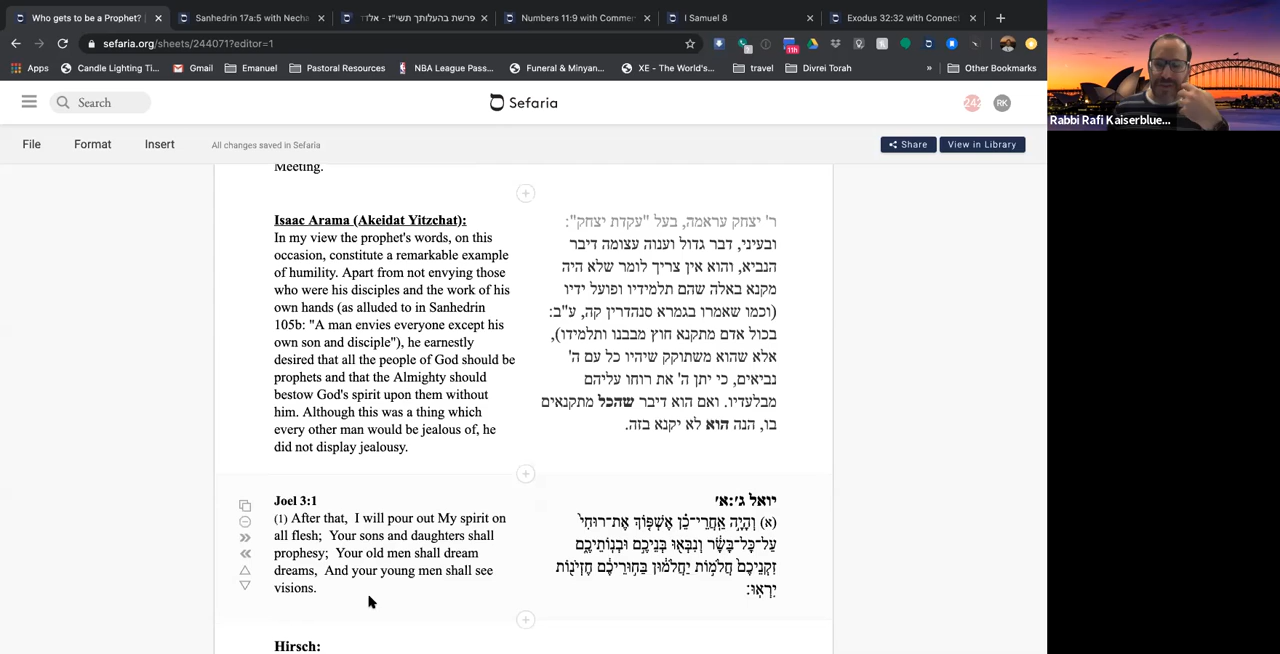 Who gets to be a Prophet? |
Sanhedrin 17a:5 with Necha
פרשת בהעלותך תשי"ז - אלדד
Numbers 11:9 with Commen
I Samuel 8
Exodus 32:32 with Connect
sefaria.org/sheets/244071?editor=1
11h
Apps
Candle Lighting Ti...
Gmail
Emanuel
Pastoral Resources
NBA League Pass...
Funeral & Minyan...
XE - The World's...
travel
Divrei Torah
»
Other Bookmarks
Search
Sefaria
242
RK
File
Format
Insert
All changes saved in Sefaria
Share
View in Library
Rabbi Rafi Kaiserblue...
Meeting.
Isaac Arama (Akeidat Yitzchat):
In my view the prophet's words, on this
occasion, constitute a remarkable example
of humility. Apart from not envying those
who were his disciples and the work of his
own hands (as alluded to in Sanhedrin
105b: "A man envies everyone except his
own son and disciple"), he earnestly
desired that all the people of God should be
prophets and that the Almighty should
bestow God's spirit upon them without
him. Although this was a thing which
every other man would be jealous of, he
did not display jealousy.
ר' יצחק עראמה, בעל "עקדת יצחק":
ובעיני, דבר גדול וענוה עצומה דיבר
הנביא, והוא אין צריך לומר שלא היה
מקנא באלה שהם תלמידיו ופועל ידיו
(וכמו שאמרו בגמרא סנהדרין קה, ע"ב:
בכול אדם מתקנא חוץ מבבנו ותלמידו),
אלא שהוא משתוקק שיהיו כל עם ה'
נביאים, כי יתן ה' את רוחו עליהם
מבלעדיו. ואם הוא דיבר שהכל מתקנאים
בו, הנה הוא לא יקנא בזה.
Joel 3:1
(1) After that, I will pour out My spirit on
all flesh; Your sons and daughters shall
prophesy; Your old men shall dream
dreams, And your young men shall see
visions.
יואל ג׳:א׳
(א) וְהָיָ֣ה אַֽחֲרֵי־כֵ֗ן אֶשְׁפּ֤וֹךְ אֶת־רוּחִי֙
עַל־כׇּל־בָּשָׂ֔ר וְנִבְּא֖וּ בְּנֵיכֶ֣ם וּבְנֽוֹתֵיכֶ֑ם
זִקְנֵיכֶם֙ חֲלֹמ֣וֹת יַחֲלֹמ֔וּן בַּח֣וּרֵיכֶ֔ם חֶזְיֹנ֖וֹת
יִרְאֽוּ׃
Hirsch: